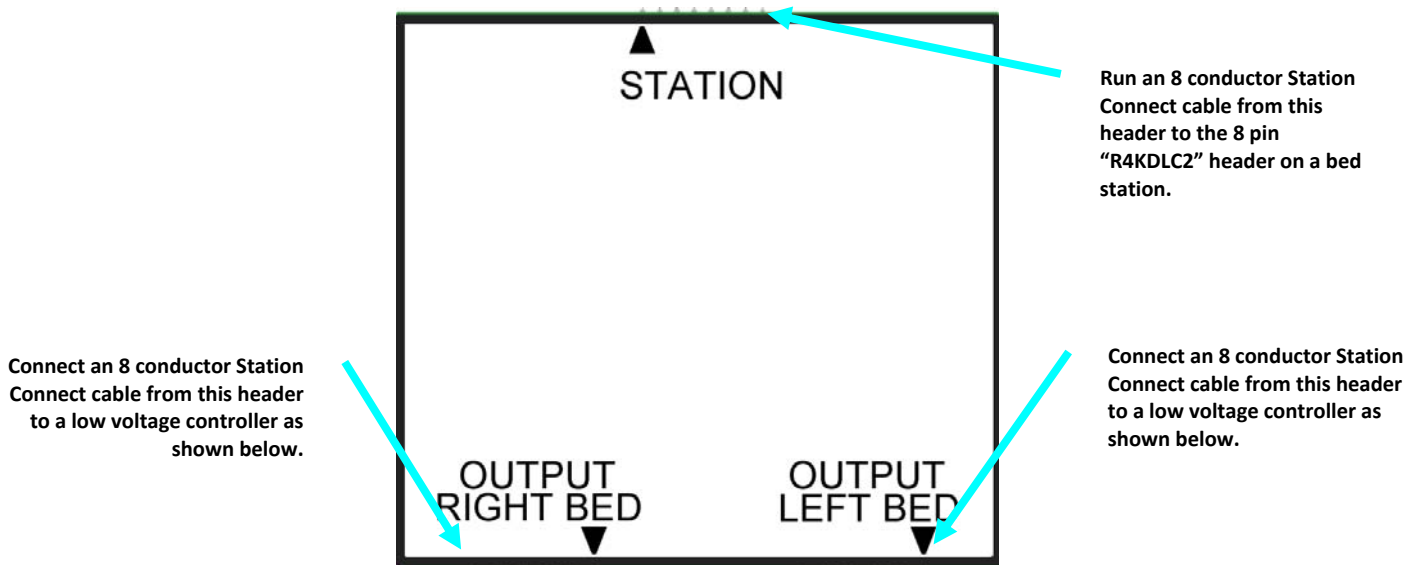 STATION
Run an 8 conductor Station
Connect cable from this
header to the 8 pin
“R4KDLC2” header on a bed
station.
Connect an 8 conductor Station
Connect cable from this header
to a low voltage controller as
shown below.
OUTPUT
RIGHT BED
OUTPUT
LEFT BED
Connect an 8 conductor Station
Connect cable from this header
to a low voltage controller as
shown below.